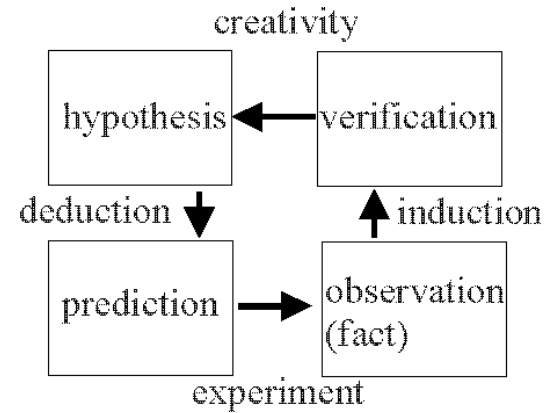 creativity
hypothesis
verification
deduction
induction
prediction
observation
(fact)
experiment